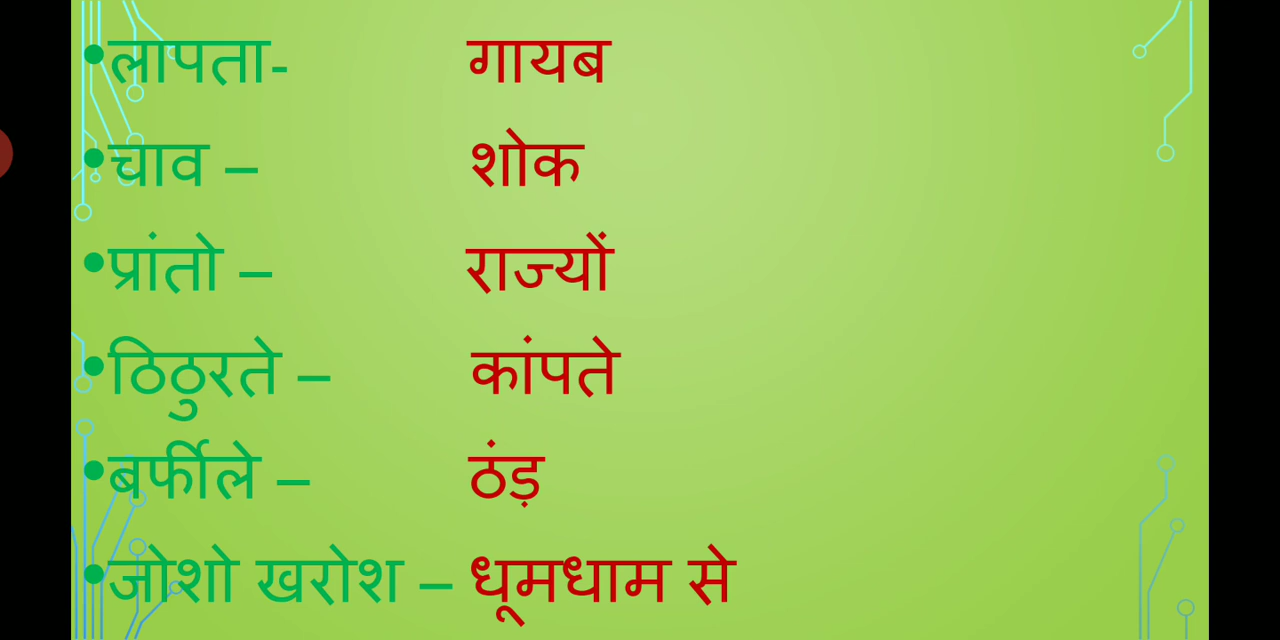 •लापता- गायब
•चाव – शोक
•प्रांतो – राज्यों
•ठिठुरते – कांपते
•बर्फीले – ठंड़
•जोशो खरोश – धूमधाम से